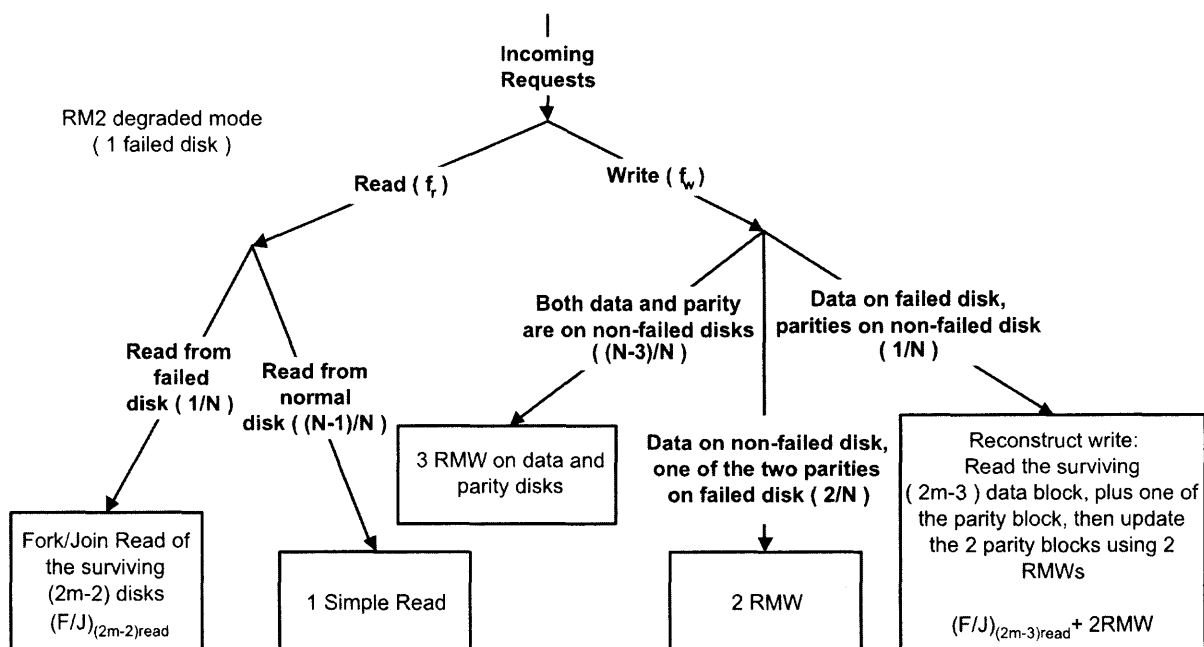 Incoming
Requests
RM2 degraded mode
( 1 failed disk )
Read ( fr)
Write ( fw)
Both data and parity
are on non-failed disks
( (N-3)/N )
Data on failed disk,
parities on non-failed disk
( 1/N )
Read from
failed
disk ( 1/N )
Read from
normal
disk ( (N-1)/N )
Data on non-failed disk,
one of the two parities
on failed disk ( 2/N )
Fork/Join Read of
the surviving
(2m-2) disks
(F/J)(2m-2)read
1 Simple Read
3 RMW on data and
parity disks
2 RMW
Reconstruct write:
Read the surviving
( 2m-3 ) data block, plus one of
the parity block, then update
the 2 parity blocks using 2
RMWs
(F/J)(2m-3)read+ 2RMW